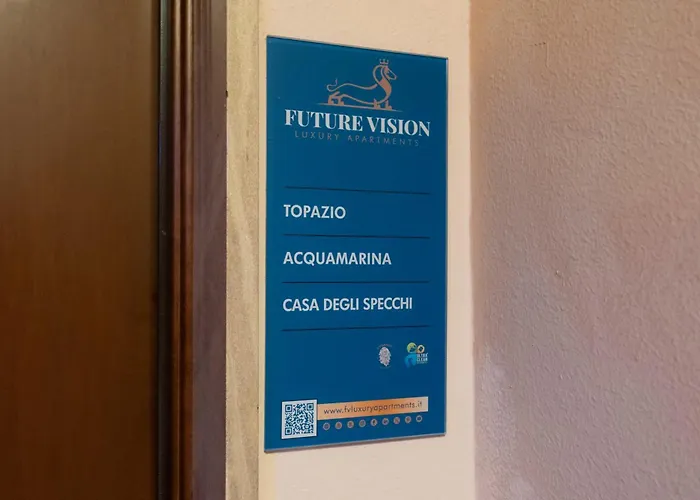 FUTURE VISION
LUXURY APARTMENTS
TOPAZIO
ACQUAMARINA
CASA DEGLI SPECCHI
www.fvluxuryapartments.it